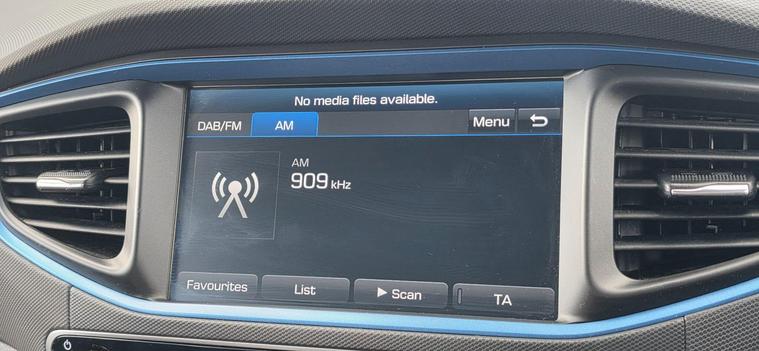 No media files available.
DAB/FM AM Menu
AM
909 kHz
Favourites List Scan TA